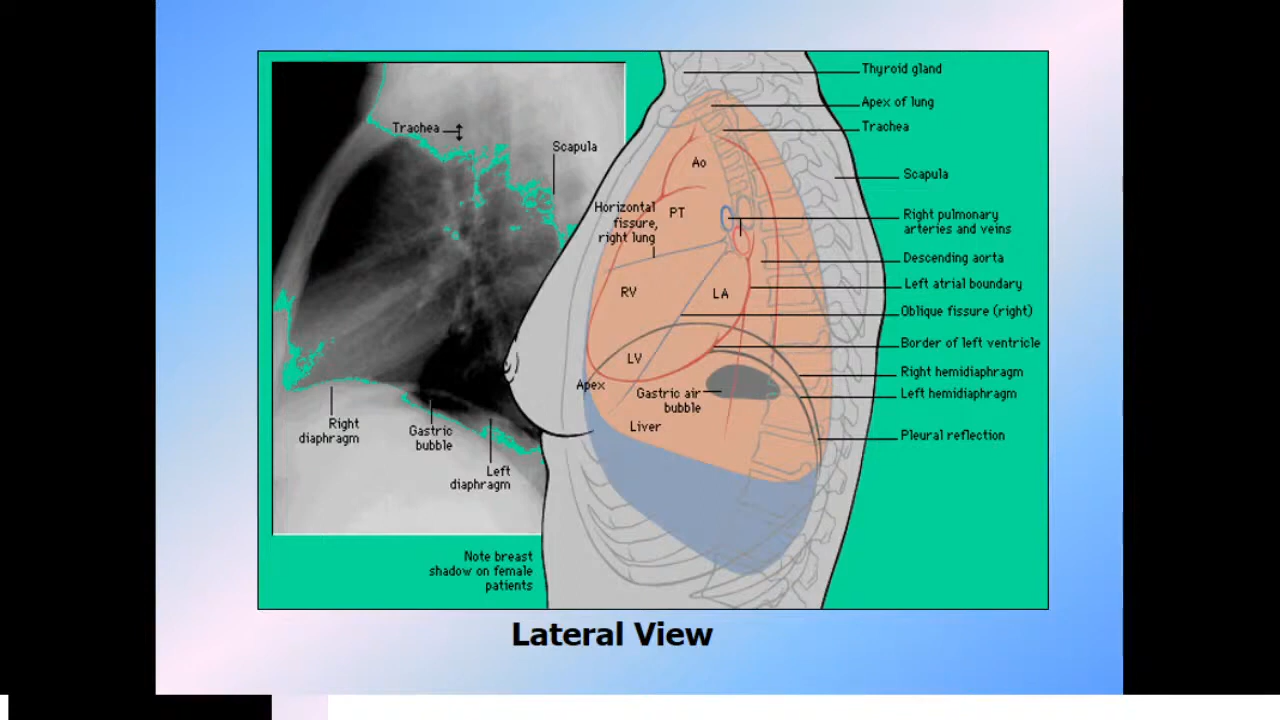 Trachea
Scapula
Right
diaphragm
Gastric
bubble
Left
diaphragm
Note breast
shadow on female
patients
Thyroid gland
Apex of lung
Trachea
Scapula
Right pulmonary
arteries and veins
Descending aorta
Left atrial boundary
Oblique fissure (right)
Border of left ventricle
Right hemidiaphragm
Left hemidiaphragm
Pleural reflection
Ao
PT
Horizontal
fissure,
right lung
RV
LA
LV
Apex
Gastric air
bubble
Liver
Lateral View